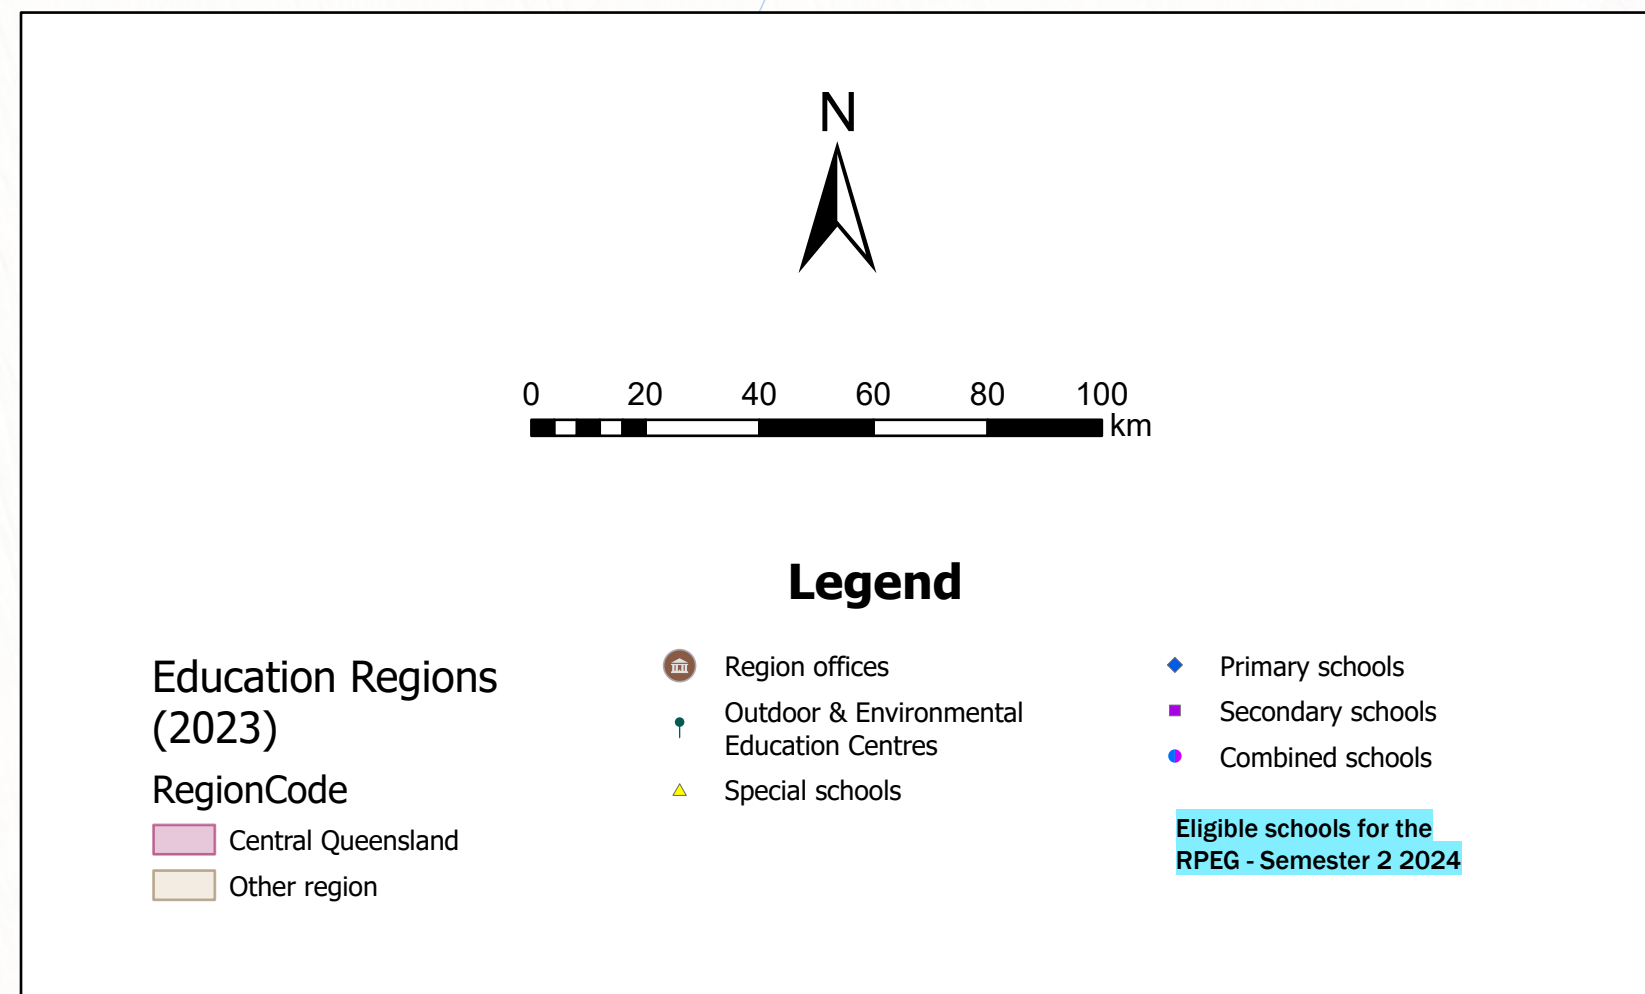 N
0 20 40 60 80 100
km
Legend
Education Regions
(2023)
RegionCode
Central Queensland
Other region
Region offices
Outdoor & Environmental
Education Centres
Special schools
Primary schools
Secondary schools
Combined schools
Eligible schools for the
RPEG - Semester 2 2024